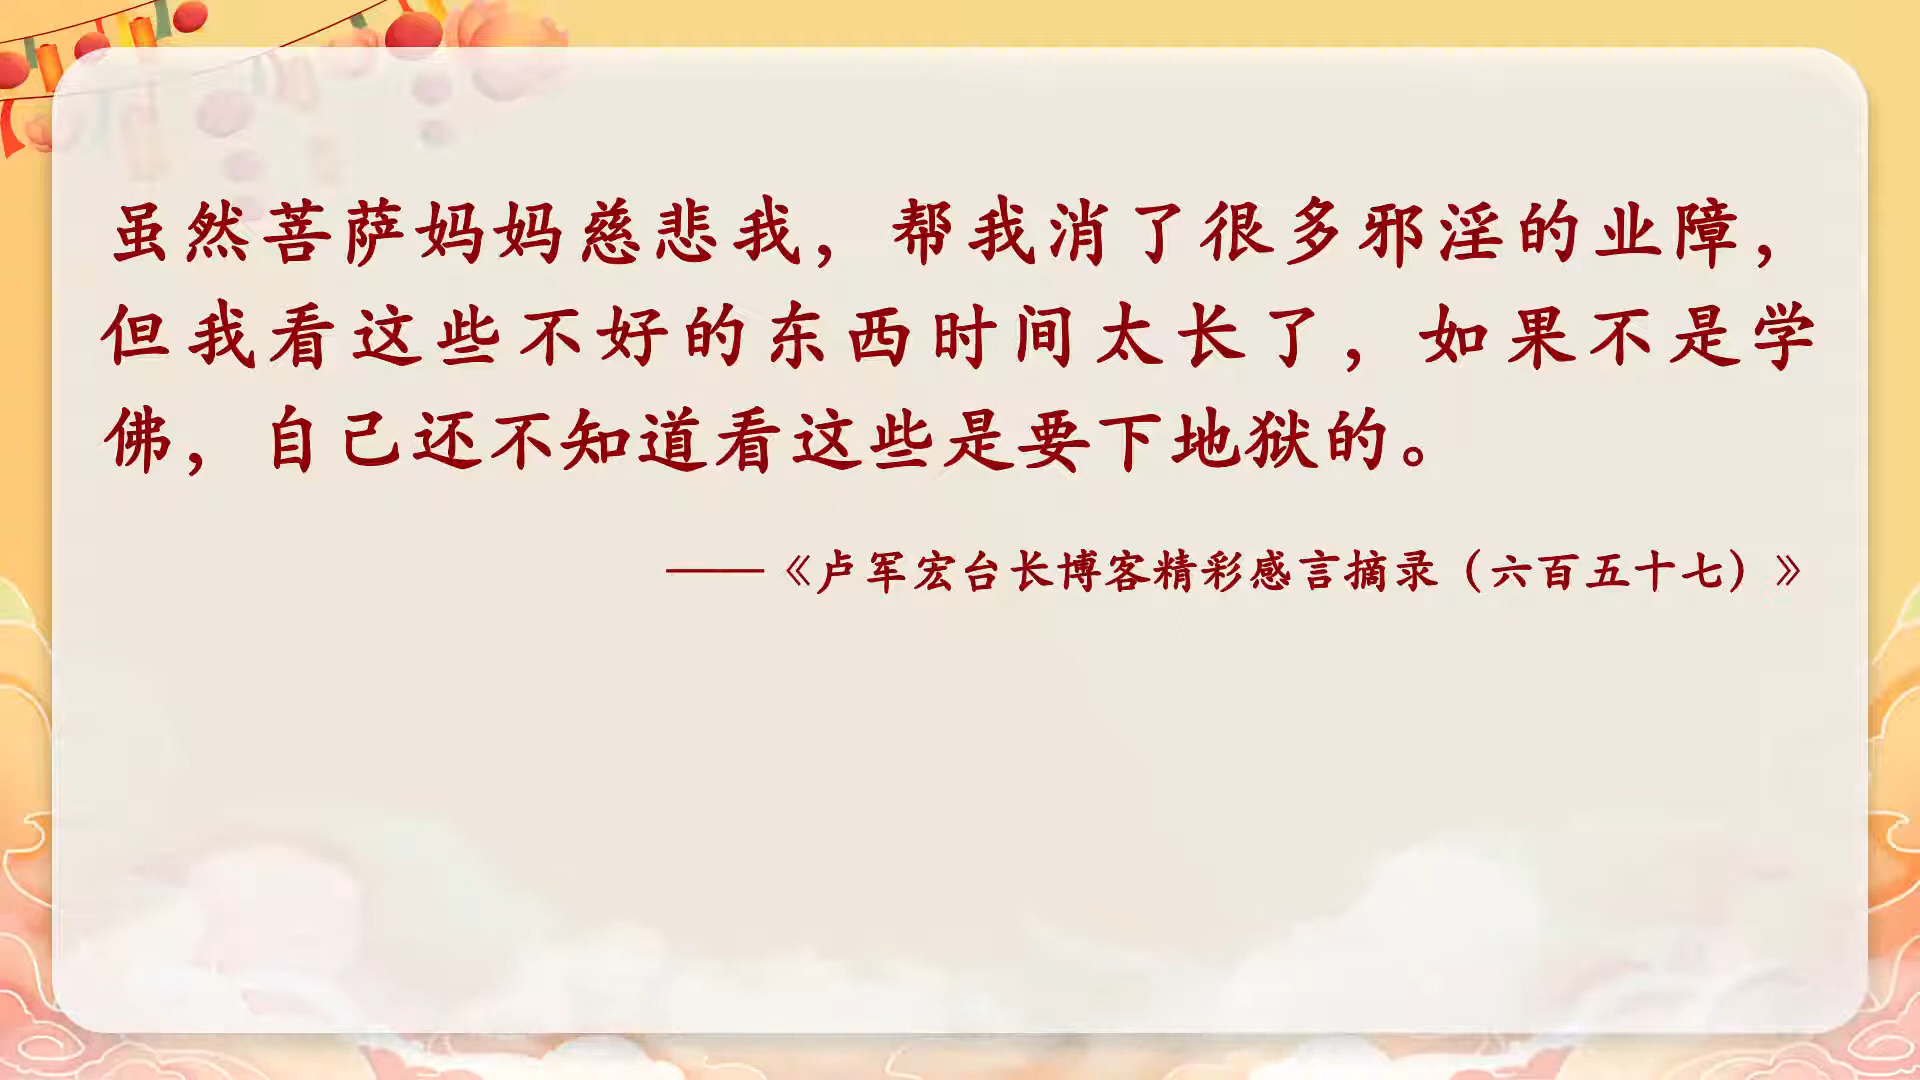 虽然菩萨妈妈慈悲我，帮我消了很多邪淫的业障，
但我看这些不好的东西时间太长了，如果不是学
佛，自己还不知道看这些是要下地狱的。
——《卢军宏台长博客精彩感言摘录（六百五十七）》